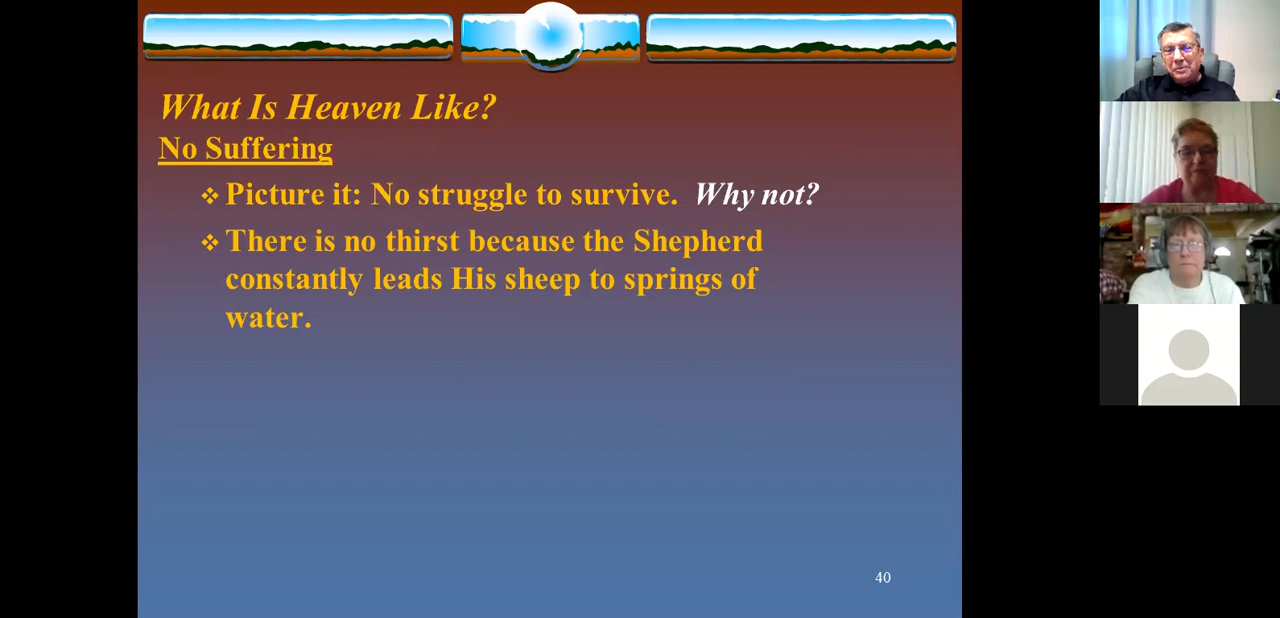 What Is Heaven Like?
No Suffering
❖ Picture it: No struggle to survive. Why not?
❖ There is no thirst because the Shepherd
constantly leads His sheep to springs of
water.
40